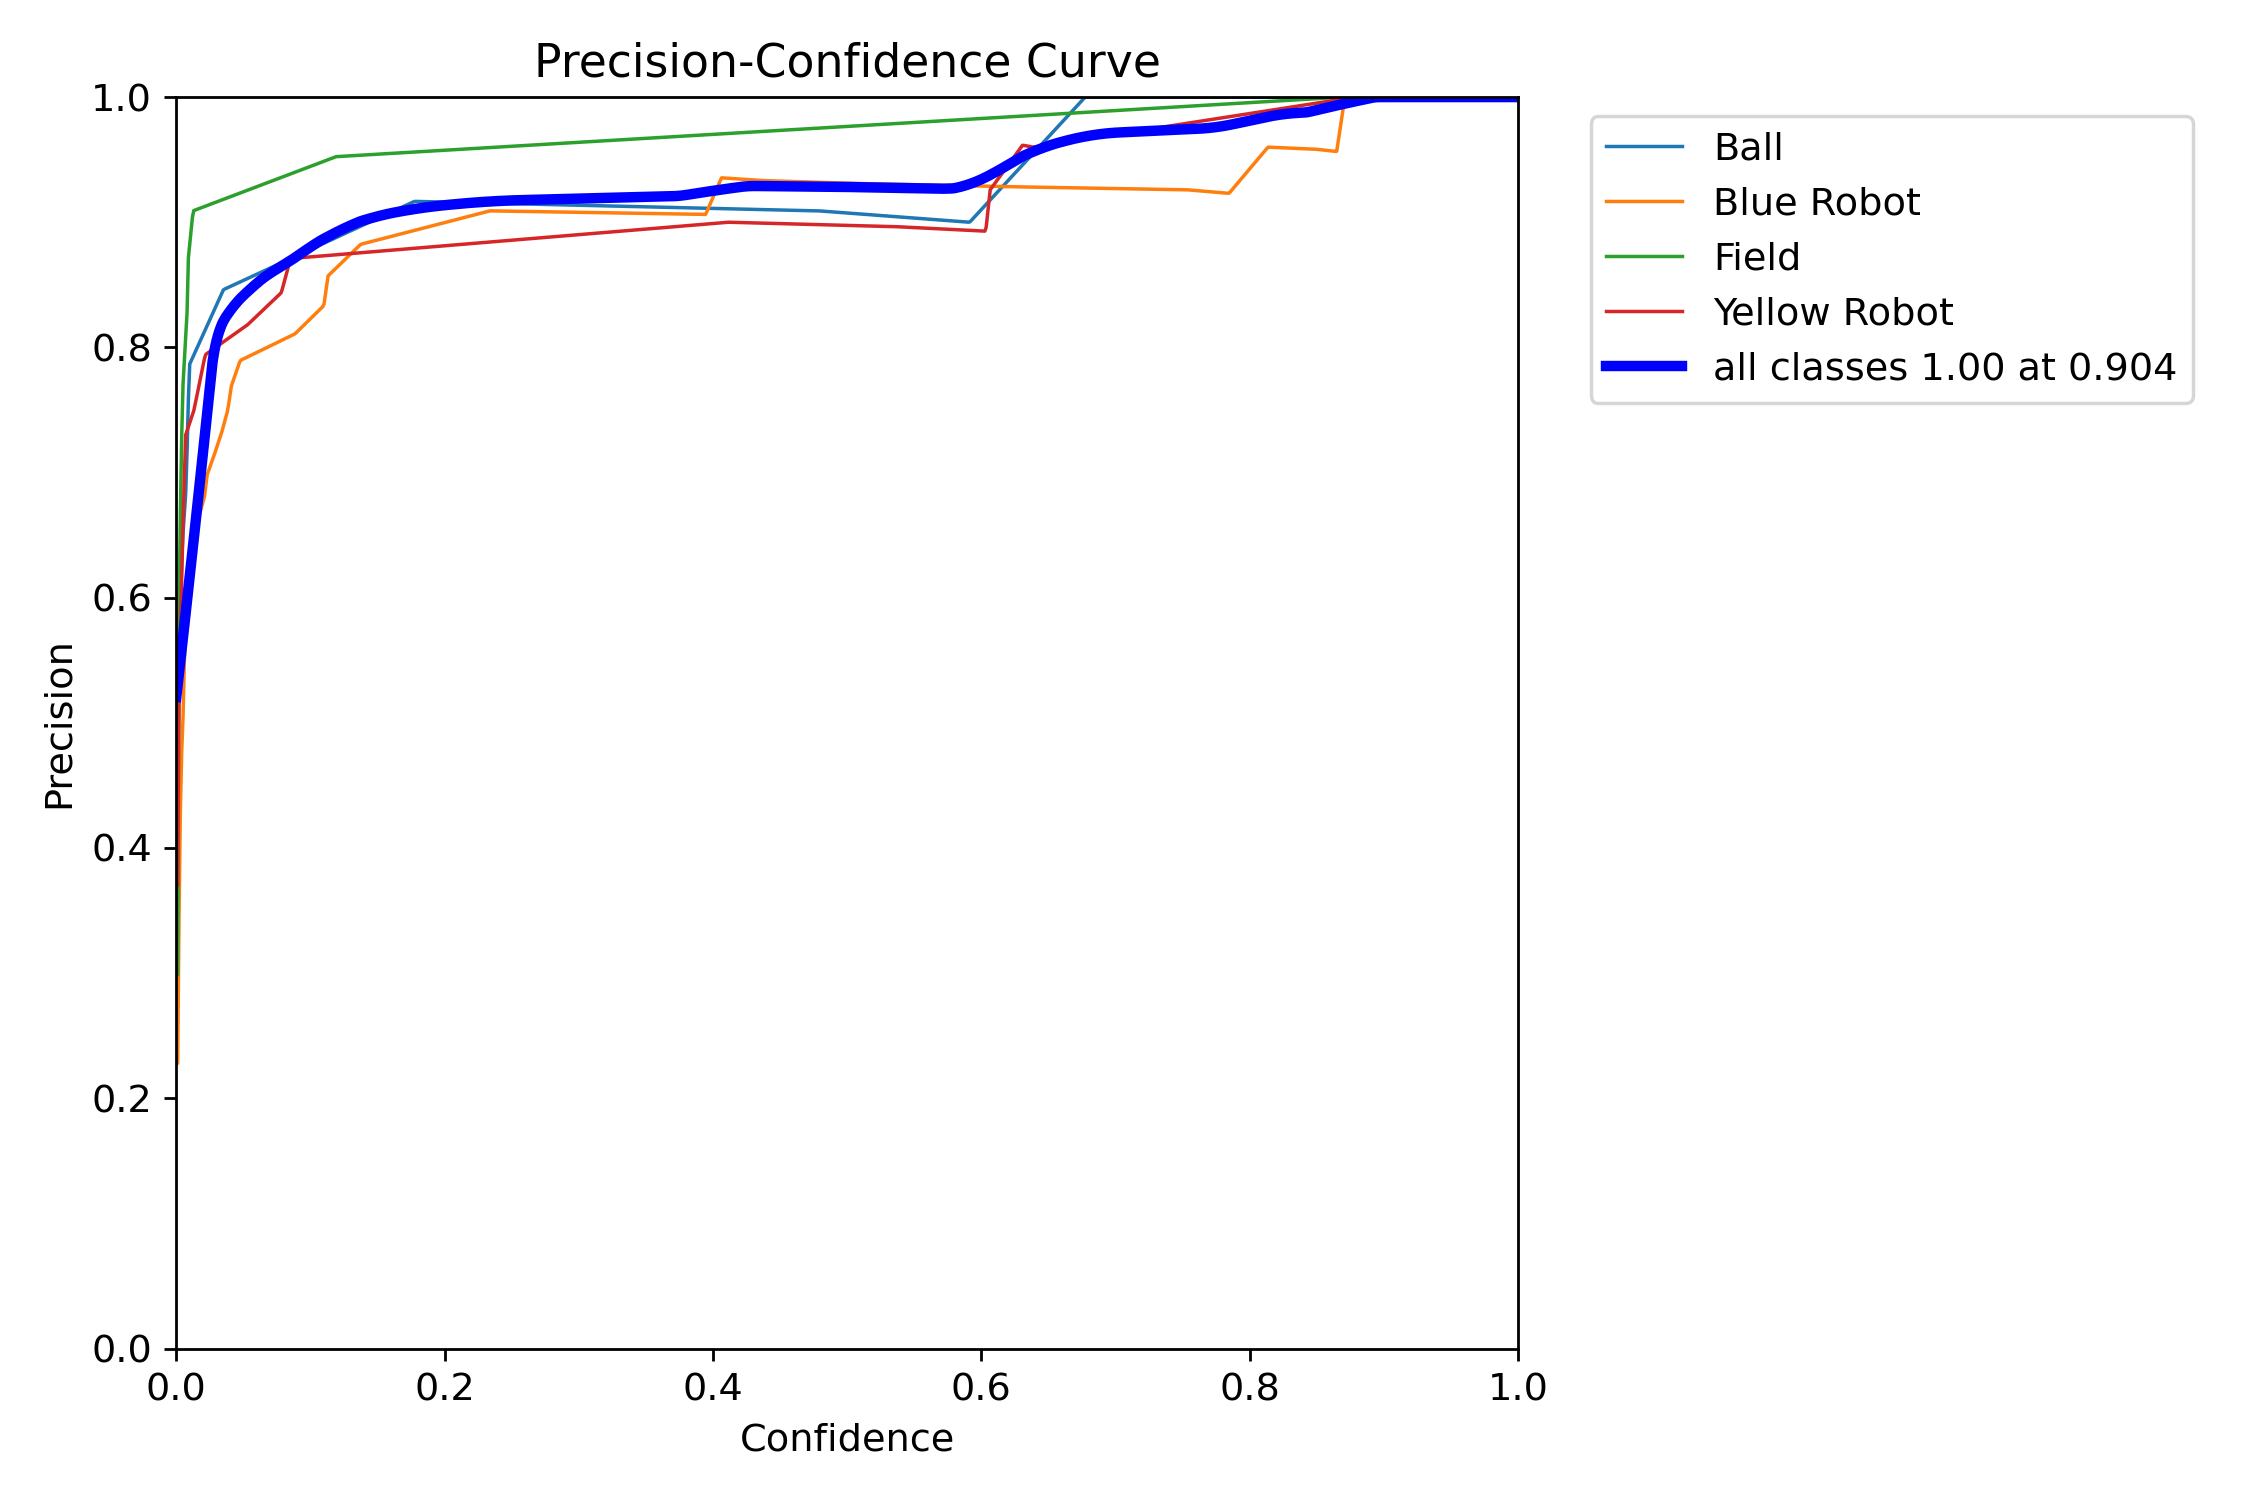 Precision-Confidence Curve
1.0
0.8
0.6
0.4
0.2
0.0
Precision
0.0 0.2 0.4 0.6 0.8 1.0
Confidence
Ball
Blue Robot
Field
Yellow Robot
all classes 1.00 at 0.904